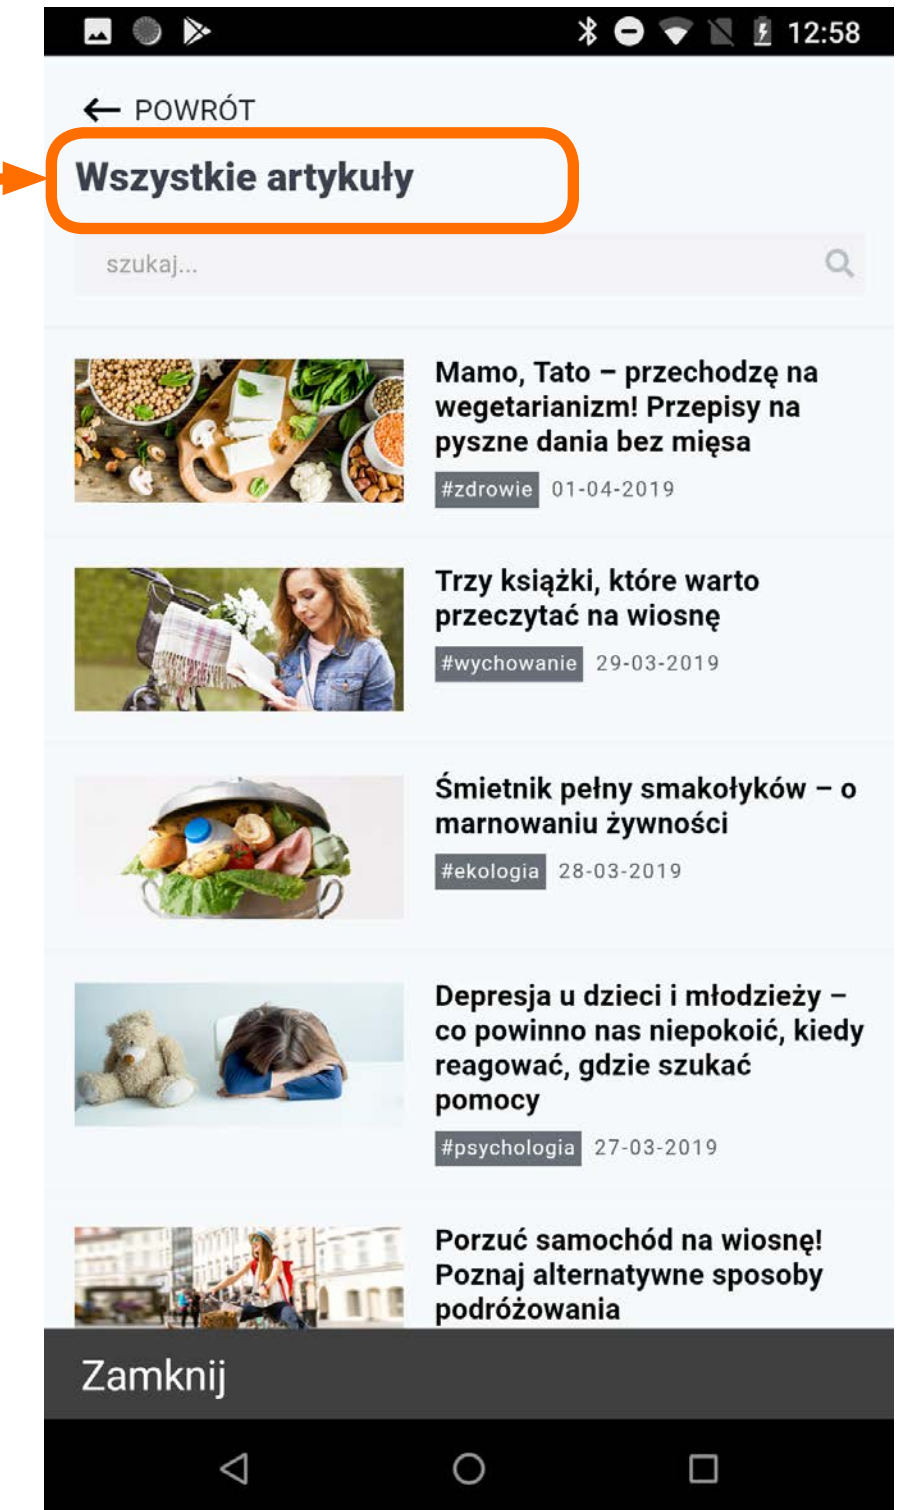 12:58
POWRÓT
Wszystkie artykuły
szukaj...
Mamo, Tato – przechodzę na
wegetarianizm! Przepisy na
pyszne dania bez mięsa
#zdrowie 01-04-2019
Trzy książki, które warto
przeczytać na wiosnę
#wychowanie 29-03-2019
Śmietnik pełny smakołyków – o
marnowaniu żywności
#ekologia 28-03-2019
Depresja u dzieci i młodzieży –
co powinno nas niepokoić, kiedy
reagować, gdzie szukać
pomocy
#psychologia 27-03-2019
Porzuć samochód na wiosnę!
Poznaj alternatywne sposoby
podróżowania
Zamknij